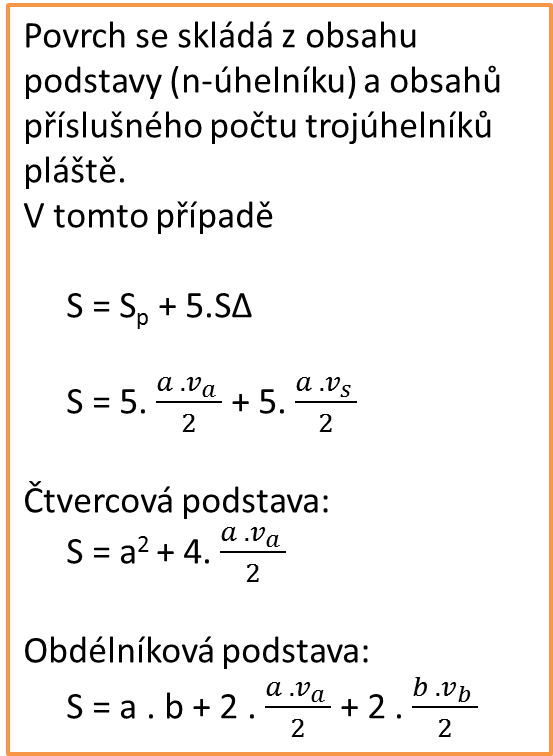 Povrch se skládá z obsahu
podstavy (n-úhelníku) a obsahů
příslušného počtu trojúhelníků
pláště.
V tomto případě
S = Sₚ + 5.SΔ
S = 5. (a .vₐ)/2 + 5. (a .vₛ)/2
Čtvercová podstava:
S = a² + 4. (a .vₐ)/2
Obdélníková podstava:
S = a . b + 2 . (a .vₐ)/2 + 2 . (b .v_b)/2